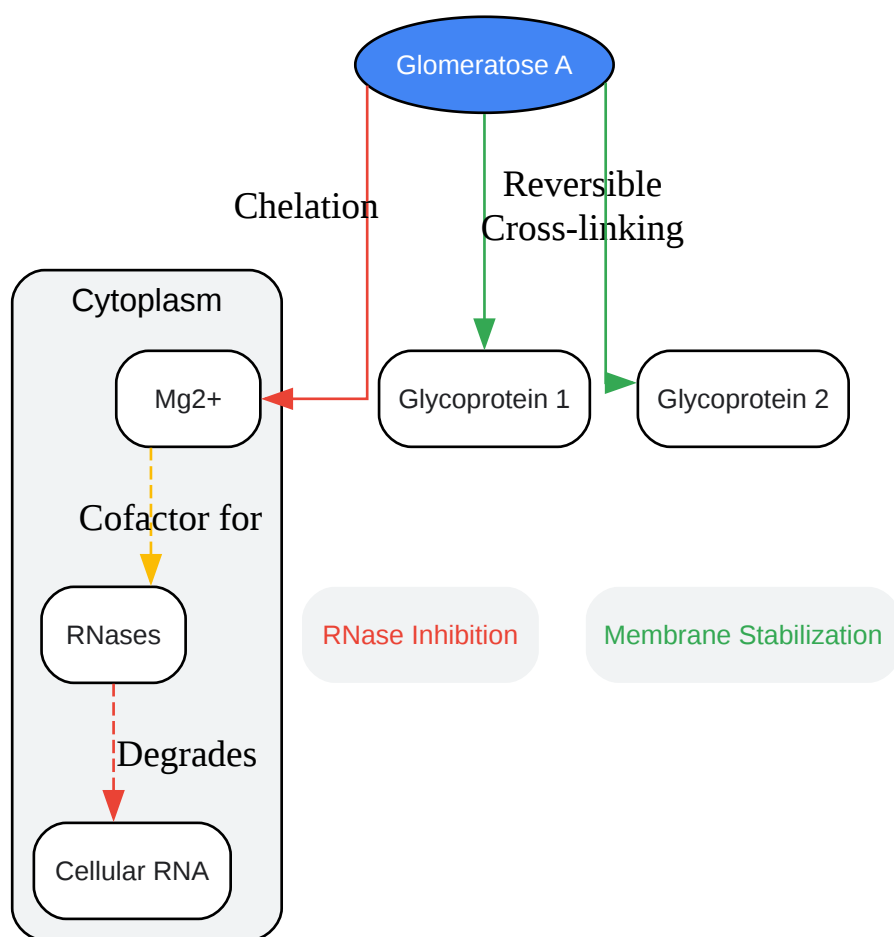 Glomeratose A
Chelation
Reversible
Cross-linking
Cytoplasm
Mg2+
Glycoprotein 1
Glycoprotein 2
Cofactor for
RNases
RNase Inhibition
Membrane Stabilization
Degrades
Cellular RNA